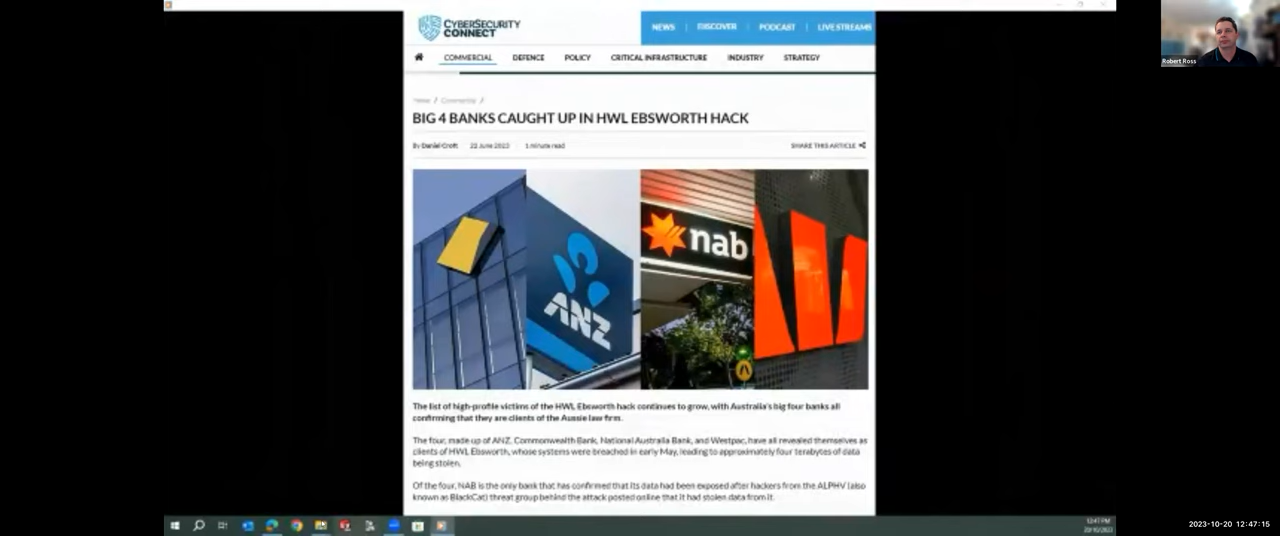 CYBERSECURITY
CONNECT
NEWS | DISCOVER | PODCAST | LIVE STREAMS
COMMERCIAL DEFENCE POLICY CRITICAL INFRASTRUCTURE INDUSTRY STRATEGY
Home / Commercial /
BIG 4 BANKS CAUGHT UP IN HWL EBSWORTH HACK
By Daniel Croft 22 June 2023 1 minute read SHARE THIS ARTICLE
ANZ
nab
The list of high-profile victims of the HWL Ebsworth hack continues to grow, with Australia's big four banks all
confirming that they are clients of the Aussie law firm.
The four, made up of ANZ, Commonwealth Bank, National Australia Bank, and Westpac, have all revealed themselves as
clients of HWL Ebsworth, whose systems were breached in early May, leading to approximately four terabytes of data
being stolen.
Of the four, NAB is the only bank that has confirmed that its data had been exposed after hackers from the ALPHV (also
known as BlackCat) threat group behind the attack posted online that it had stolen data from it.
Robert Ross
12:47 PM
20/10/2023
2023-10-20 12:47:15